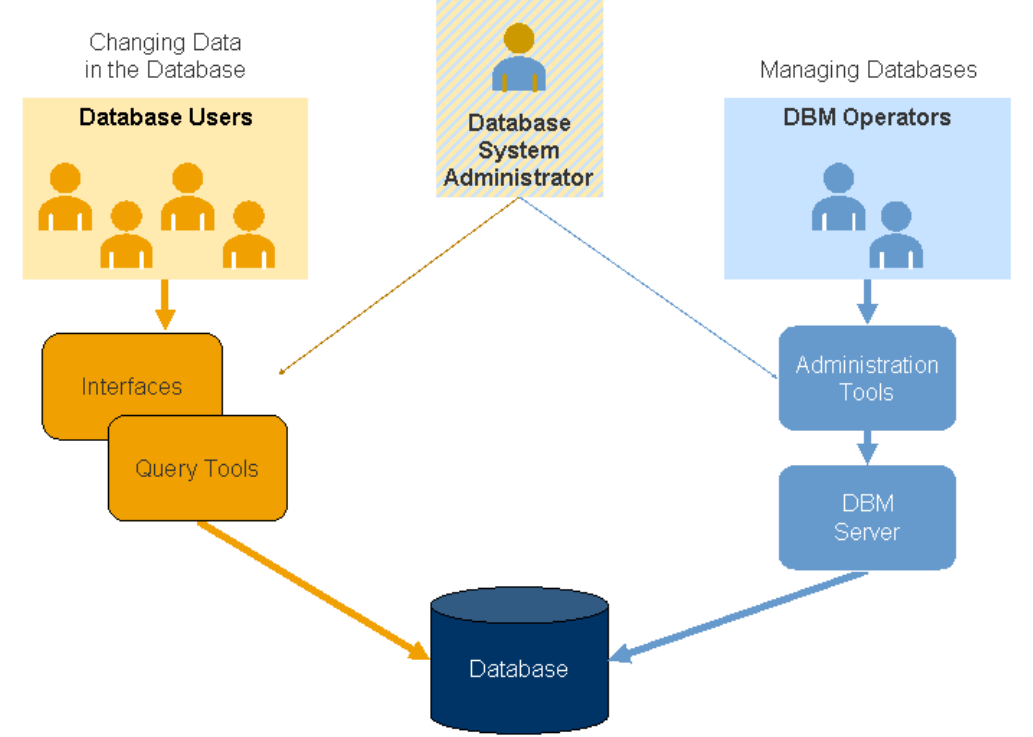 Changing Data
in the Database
Database Users
Database
System
Administrator
Managing Databases
DBM Operators
Interfaces
Query Tools
Administration
Tools
DBM
Server
Database